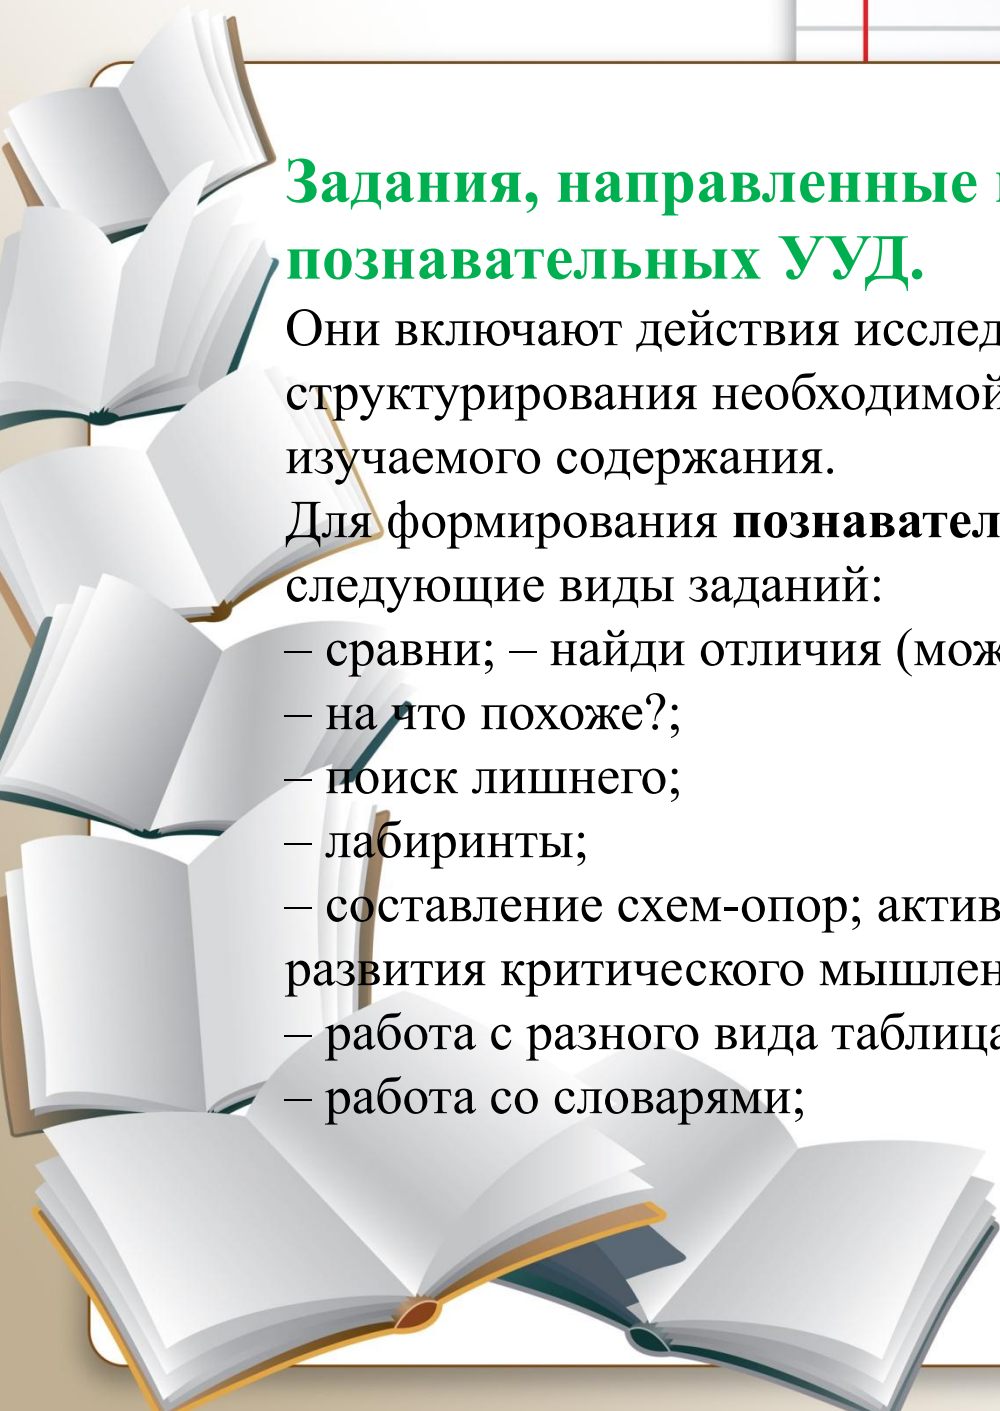 Задания, направленные
познавательных УУД.
Они включают действия
структурирования необходимой
изучаемого содержания.
Для формирования
следующие виды заданий:
– сравни; – найди отличия
– на что похоже?;
– поиск лишнего;
– лабиринты;
– составление схем-опор;
развития критического
– работа с разного вида
– работа со словарями;